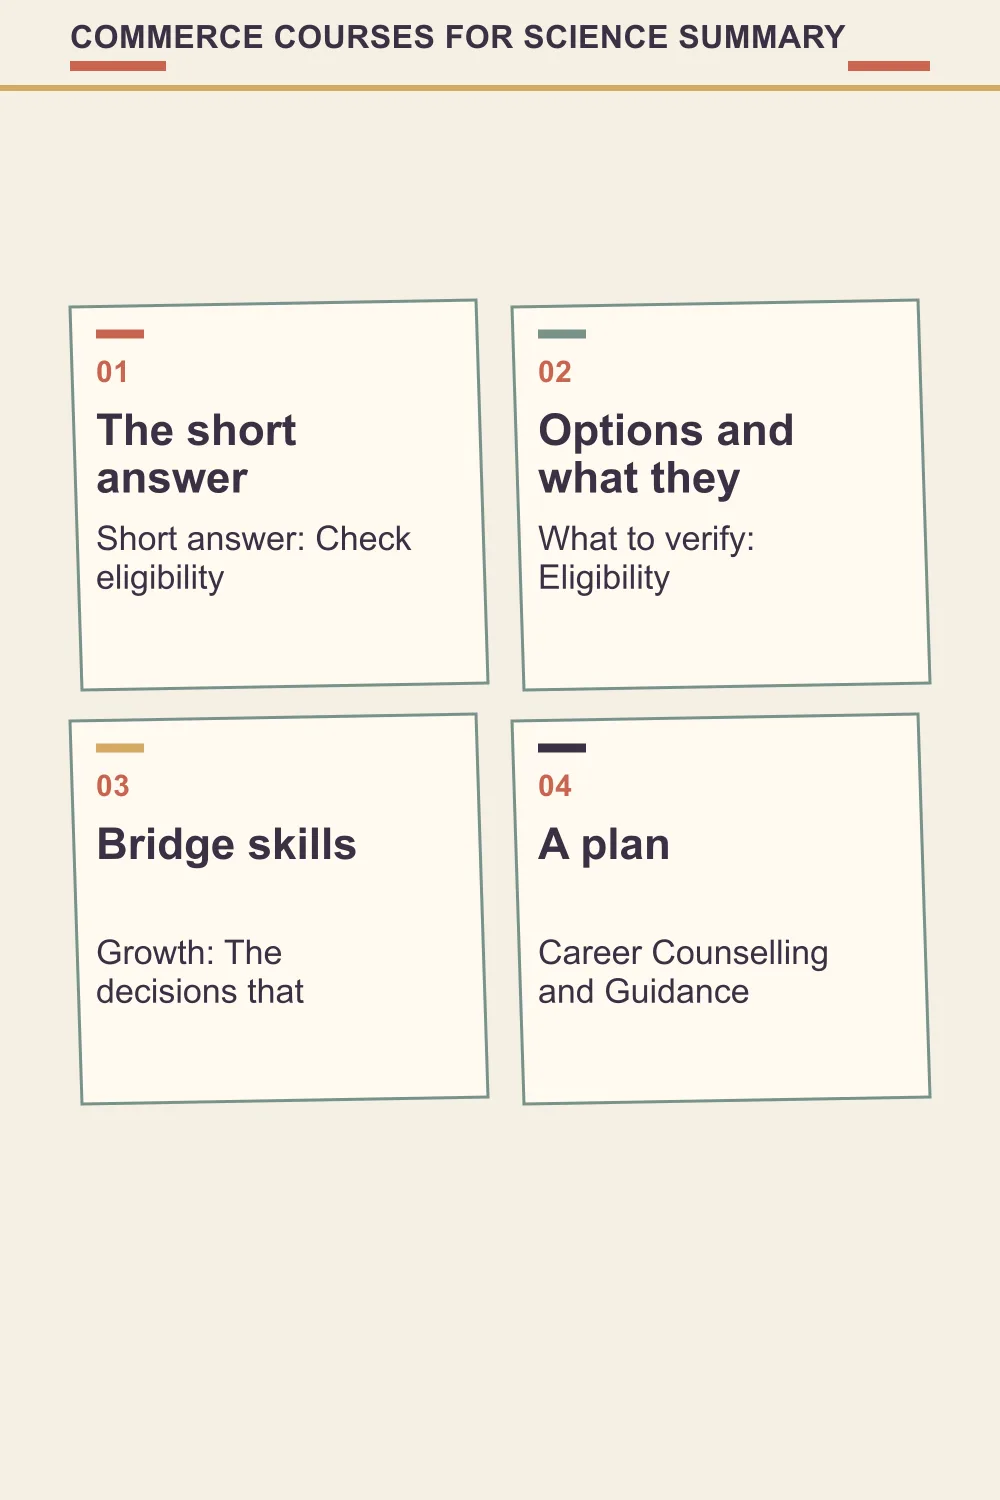 COMMERCE COURSES FOR SCIENCE SUMMARY
01
The short
answer
Short answer: Check
eligibility
02
Options and
what they
What to verify:
Eligibility
03
Bridge skills
Growth: The
decisions that
04
A plan
Career Counselling
and Guidance